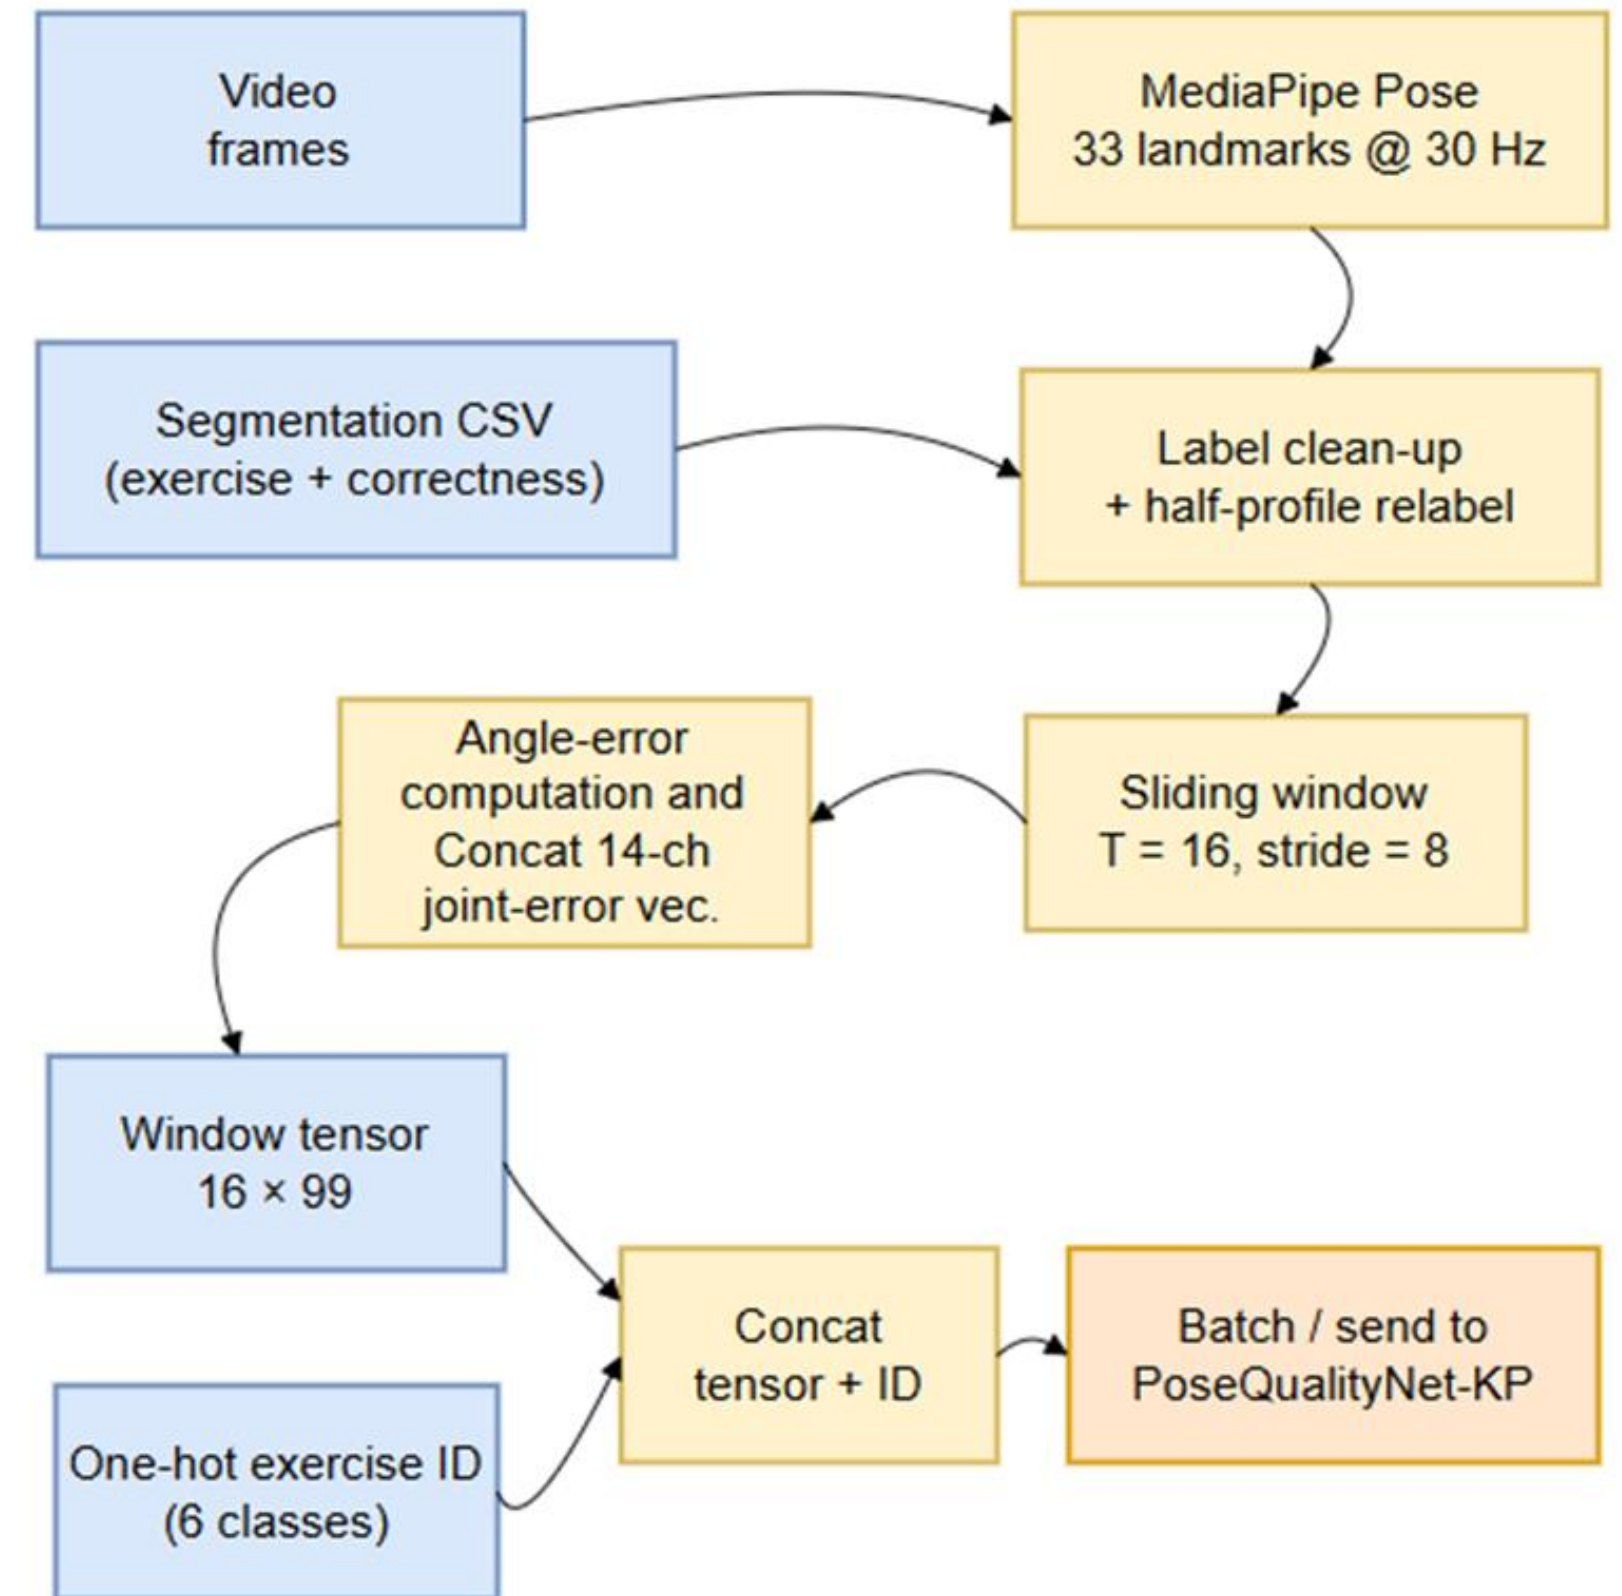 Video
frames
MediaPipe Pose
33 landmarks @ 30 Hz
Segmentation CSV
(exercise + correctness)
Label clean-up
+ half-profile relabel
Angle-error
computation and
Concat 14-ch
joint-error vec.
Sliding window
T = 16, stride = 8
Window tensor
16 × 99
Concat
tensor + ID
Batch / send to
PoseQualityNet-KP
One-hot exercise ID
(6 classes)